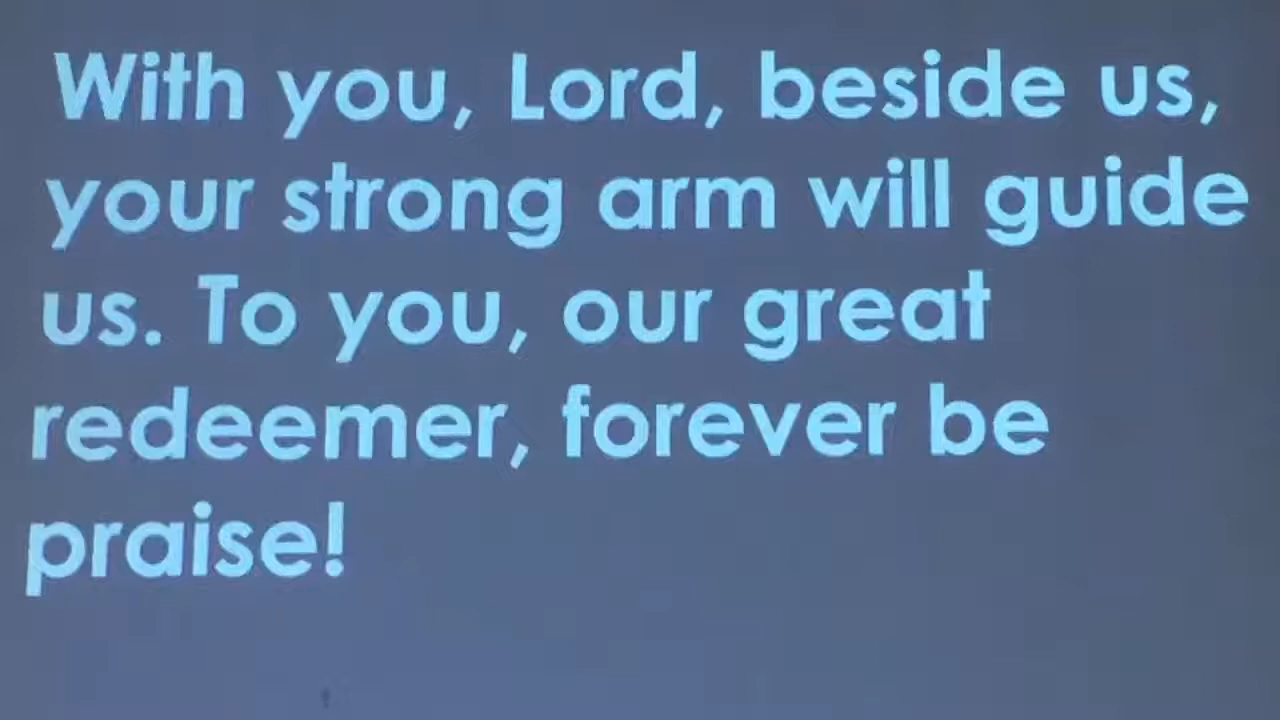 With you, Lord, beside us,
your strong arm will guide
us. To you, our great
redeemer, forever be
praise!